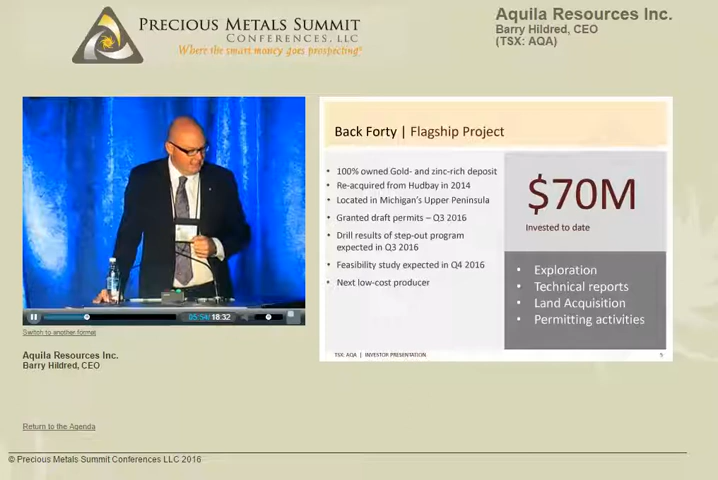 PRECIOUS METALS SUMMIT
CONFERENCES, LLC
Where the smart money goes prospecting
Aquila Resources Inc.
Barry Hildred, CEO
(TSX: AQA)
Back Forty | Flagship Project
• 100% owned Gold- and zinc-rich deposit
• Re-acquired from Hudbay in 2014
• Located in Michigan's Upper Peninsula
• Granted draft permits – Q3 2016
• Drill results of step-out program
expected in Q3 2016
• Feasibility study expected in Q4 2016
• Next low-cost producer
$70M
Invested to date
• Exploration
• Technical reports
• Land Acquisition
• Permitting activities
TSX: AQA | INVESTOR PRESENTATION
5
05:54/18:32
Switch to another format
Aquila Resources Inc.
Barry Hildred, CEO
Return to the Agenda
© Precious Metals Summit Conferences LLC 2016